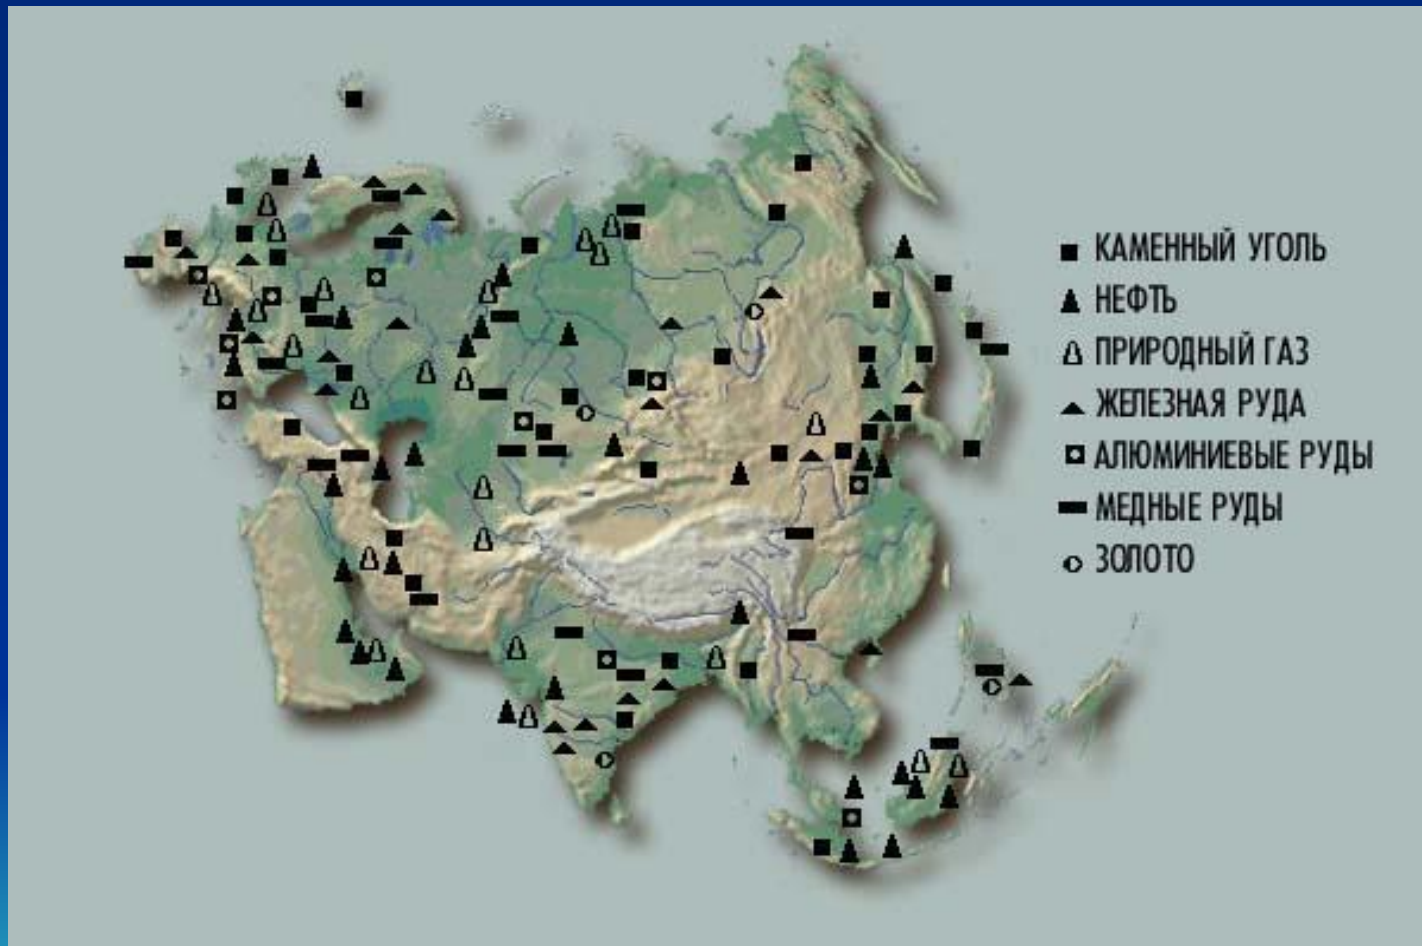 КАМЕННЫЙ УГОЛЬ
НЕФТЬ
ПРИРОДНЫЙ ГАЗ
ЖЕЛЕЗНАЯ РУДА
АЛЮМИНИЕВЫЕ РУДЫ
МЕДНЫЕ РУДЫ
ЗОЛОТО